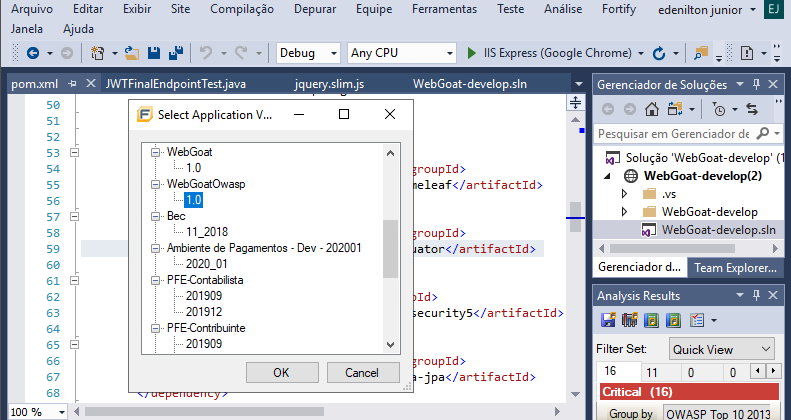 Arquivo Editar Exibir Site Compilação Depurar Equipe Ferramentas Teste Análise Fortify edenilton junior EJ
Janela Ajuda
Debug Any CPU IIS Express (Google Chrome)
pom.xml JWTFinalEndpointTest.java jquery.slim.js WebGoat-develop.sln
50
51
52
53
54 groupId>
55 meleaf</artifactId>
56
57
58 groupId>
59 uator</artifactId>
60
61
62 pId>
63 security5</artifactId>
64
65
66 groupId>
67 a-jpa</artifactId>
68 </dependency>
100 %
Select Application V...
WebGoat
1.0
WebGoatOwasp
1.0
Bec
11_2018
Ambiente de Pagamentos - Dev - 202001
2020_01
PFE-Contabilista
201909
201912
PFE-Contribuinte
201909
OK Cancel
Gerenciador de Soluções
Pesquisar em Gerenciador de
Solução 'WebGoat-develop' (1
WebGoat-develop(2)
.vs
WebGoat-develop
WebGoat-develop.sln
Gerenciador d... Team Explorer...
Analysis Results
Filter Set: Quick View
16 11 0 0
Critical (16)
Group by OWASP Top 10 2013